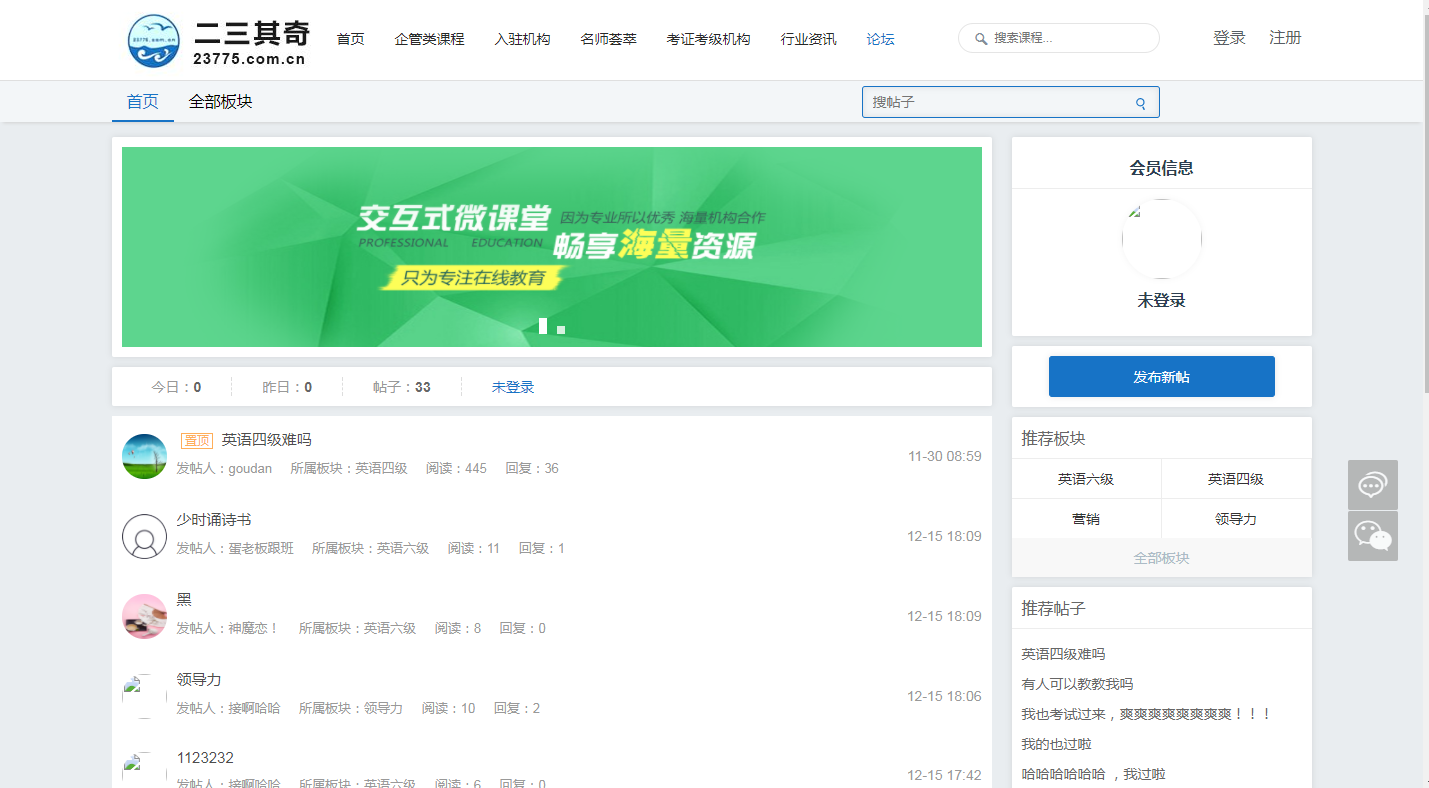 23775.com.cn
二三其奇
23775.com.cn
首页 企管类课程 入驻机构 名师荟萃 考证考级机构 行业资讯 论坛
搜索课程...
登录 注册
首页 全部板块
搜帖子
交互式微课堂 因为专业所以优秀 海量机构合作
PROFESSIONAL EDUCATION 畅享海量资源
只为专注在线教育
今日：0 昨日：0 帖子：33 未登录
置顶 英语四级难吗
发帖人：goudan 所属板块：英语四级 阅读：445 回复：36
11-30 08:59
少时诵诗书
发帖人：蛋老板跟班 所属板块：英语六级 阅读：11 回复：1
12-15 18:09
黑
发帖人：神魔恋！ 所属板块：英语六级 阅读：8 回复：0
12-15 18:09
领导力
发帖人：接啊哈哈 所属板块：领导力 阅读：10 回复：2
12-15 18:06
1123232
发帖人：接啊哈哈 所属板块：英语六级 阅读：6 回复：0
12-15 17:42
会员信息
未登录
发布新帖
推荐板块
英语六级 英语四级
营销 领导力
全部板块
推荐帖子
英语四级难吗
有人可以教教我吗
我也考试过来，爽爽爽爽爽爽爽爽！！！
我的也过啦
哈哈哈哈哈哈 ，我过啦